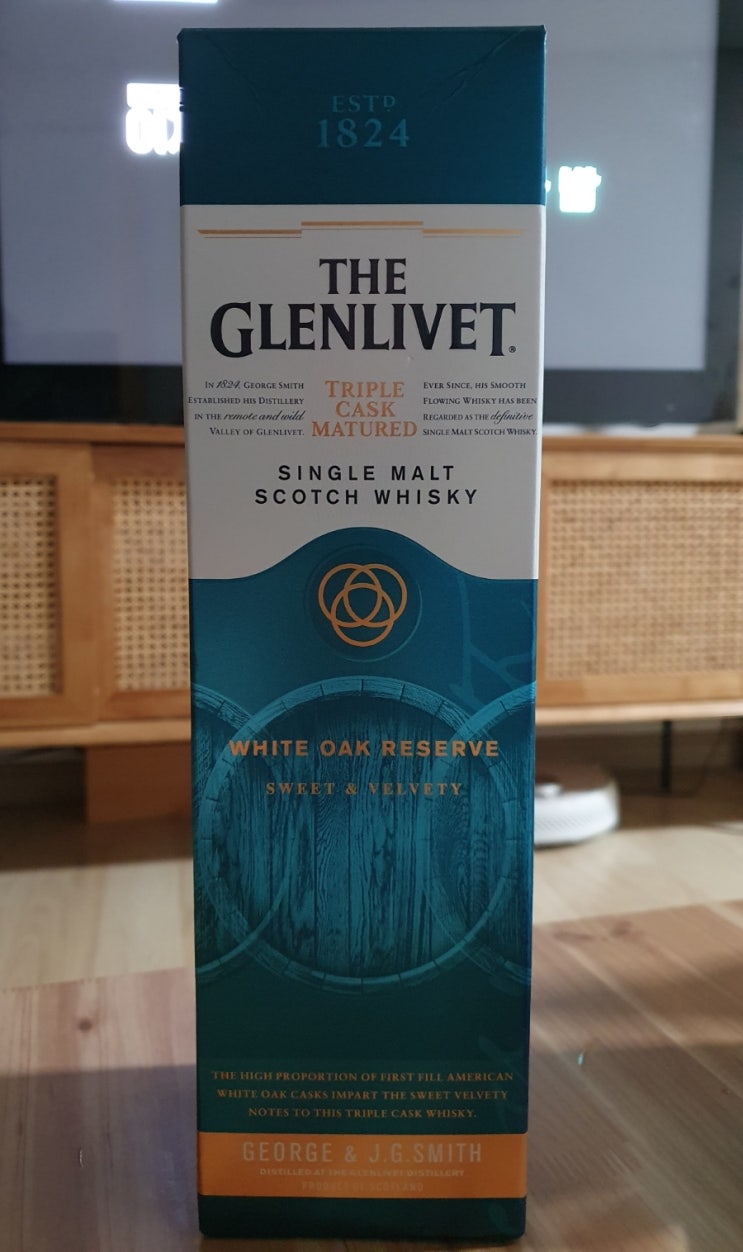 ESTD
1824
THE
GLENLIVET.®
IN 1824, GEORGE SMITH
ESTABLISHED HIS DISTILLERY
IN THE remote and wild
VALLEY OF GLENLIVET.
TRIPLE
CASK
MATURED
EVER SINCE, HIS SMOOTH
FLOWING WHISKY HAS BEEN
REGARDED AS THE definitive
SINGLE MALT SCOTCH WHISKY.
SINGLE MALT
SCOTCH WHISKY
WHITE OAK RESERVE
SWEET & VELVETY
THE HIGH PROPORTION OF FIRST FILL AMERICAN
WHITE OAK CASKS IMPART THE SWEET VELVETY
NOTES TO THIS TRIPLE CASK WHISKY.
GEORGE & J.G.SMITH
DISTILLED AT THE GLENLIVET DISTILLERY
PRODUCT OF SCOTLAND